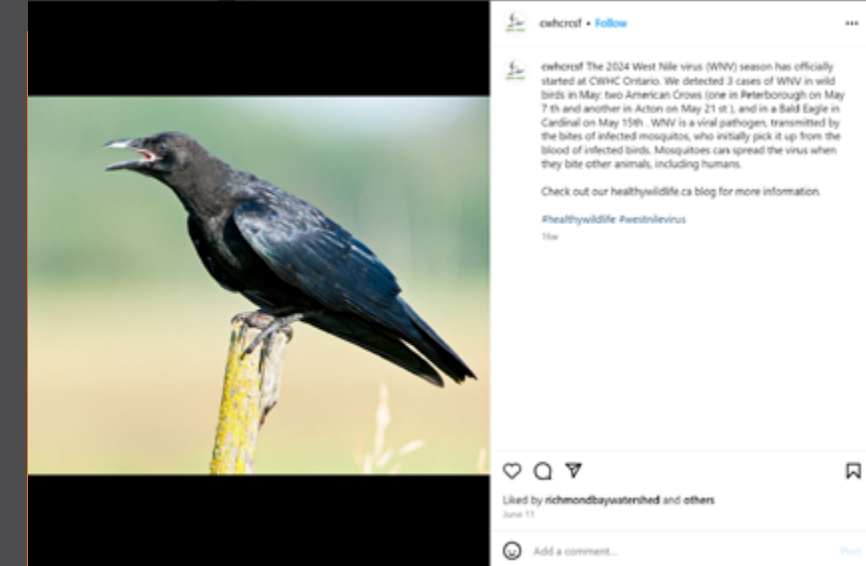 cwhcrcsf • Follow
cwhcrcsf The 2024 West Nile virus (WNV) season has officially
started at CWHC Ontario. We detected 3 cases of WNV in wild
birds in May: two American Crows (one in Peterborough on May
7 th and another in Acton on May 21 st ), and in a Bald Eagle in
Cardinal on May 15th . WNV is a viral pathogen, transmitted by
the bites of infected mosquitos, who initially pick it up from the
blood of infected birds. Mosquitoes can spread the virus when
they bite other animals, including humans.
Check out our healthywildlife.ca blog for more information.
#healthywildlife #westnilevirus
16w
Liked by richmondbaywatershed and others
June 11
Add a comment...
Post